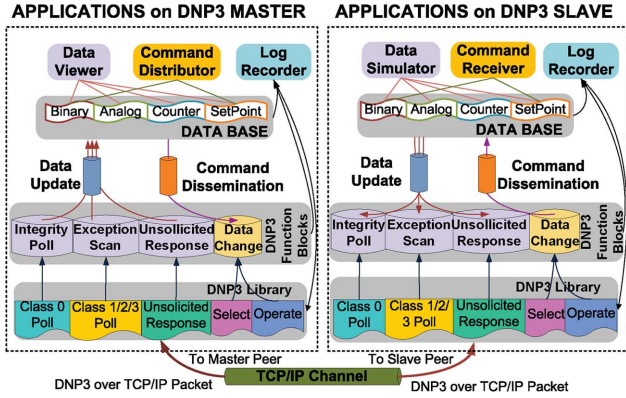 APPLICATIONS on DNP3 MASTER
Data
Viewer
Command
Distributor
Log
Recorder
Binary
Analog
Counter
SetPoint
DATA BASE
Data
Update
Command
Dissemination
Integrity
Poll
Exception
Scan
Unsollicited
Response
Data
Change
DNP3
Function
Blocks
DNP3 Library
Class 0
Poll
Class 1/2/3
Poll
Unsolicited
Response
Select
Operate
APPLICATIONS on DNP3 SLAVE
Data
Simulator
Command
Receiver
Log
Recorder
Binary
Analog
Counter
SetPoint
DATA BASE
Data
Update
Command
Dissemination
Integrity
Poll
Exception
Scan
Unsollicited
Response
Data
Change
DNP3
Function
Blocks
DNP3 Library
Class 0
Poll
Class 1/2/
3 Poll
Unsolicited
Response
Select
Operate
To Master Peer
To Slave Peer
TCP/IP Channel
DNP3 over TCP/IP Packet
DNP3 over TCP/IP Packet